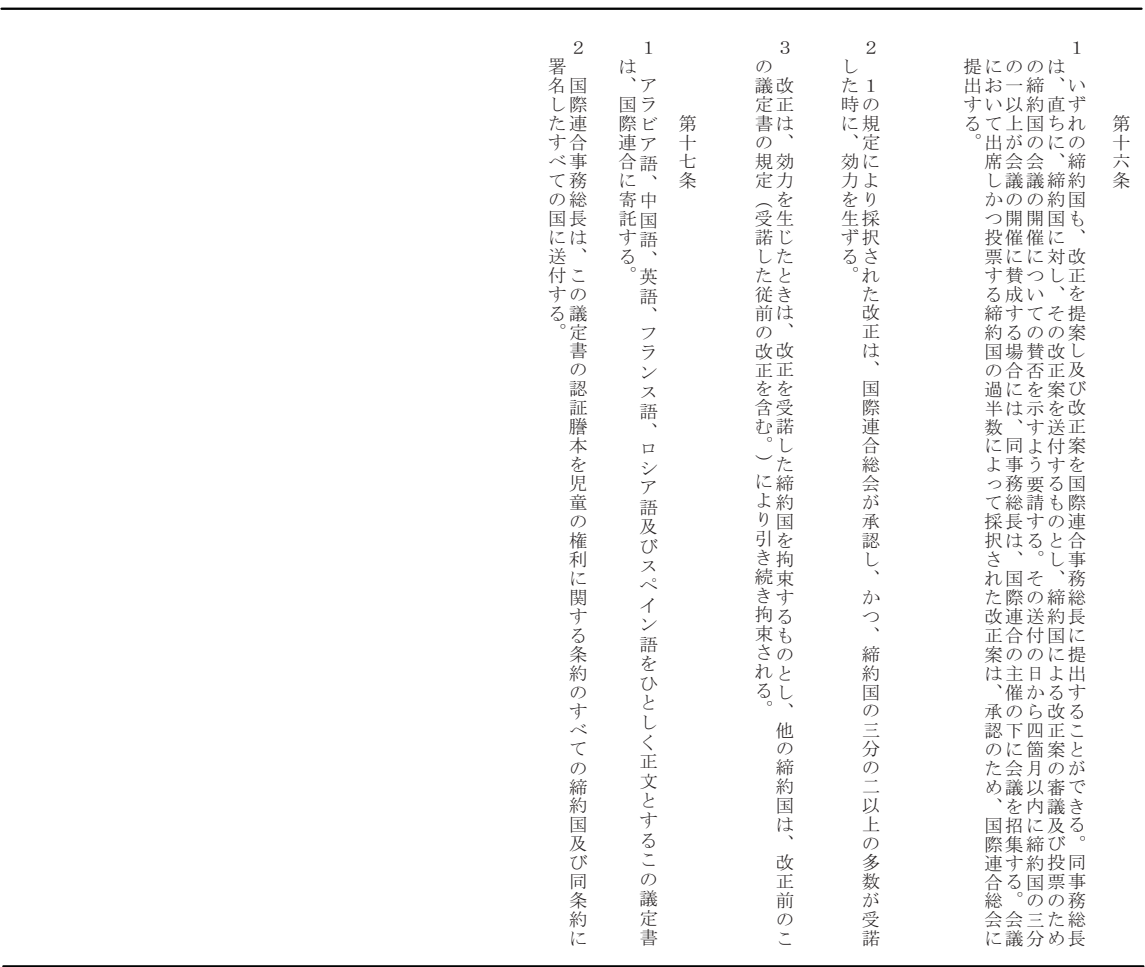 第十六条
1 いずれの締約国も、改正を提案し及び改正案を国際連合事務総長に提出することができる。同事務総長
は、直ちに、締約国に対し、その改正案を送付するものとし、締約国による改正案の審議及び投票のため
の締約国の会議の開催についての賛否を示すよう要請する。その送付の日から四箇月以内に締約国の三分
の一以上が会議の開催に賛成する場合には、同事務総長は、国際連合の主催の下に会議を招集する。会議
において出席しかつ投票する締約国の過半数によって採択された改正案は、承認のため、国際連合総会に
提出する。
2 1の規定により採択された改正は、国際連合総会が承認し、かつ、締約国の三分の二以上の多数が受諾
した時に、効力を生ずる。
3 改正は、効力を生じたときは、改正を受諾した締約国を拘束するものとし、他の締約国は、改正前のこ
の議定書の規定(受諾した従前の改正を含む。)により引き続き拘束される。
第十七条
1 アラビア語、中国語、英語、フランス語、ロシア語及びスペイン語をひとしく正文とするこの議定書
は、国際連合に寄託する。
2 国際連合事務総長は、この議定書の認証謄本を児童の権利に関する条約のすべての締約国及び同条約に
署名したすべての国に送付する。